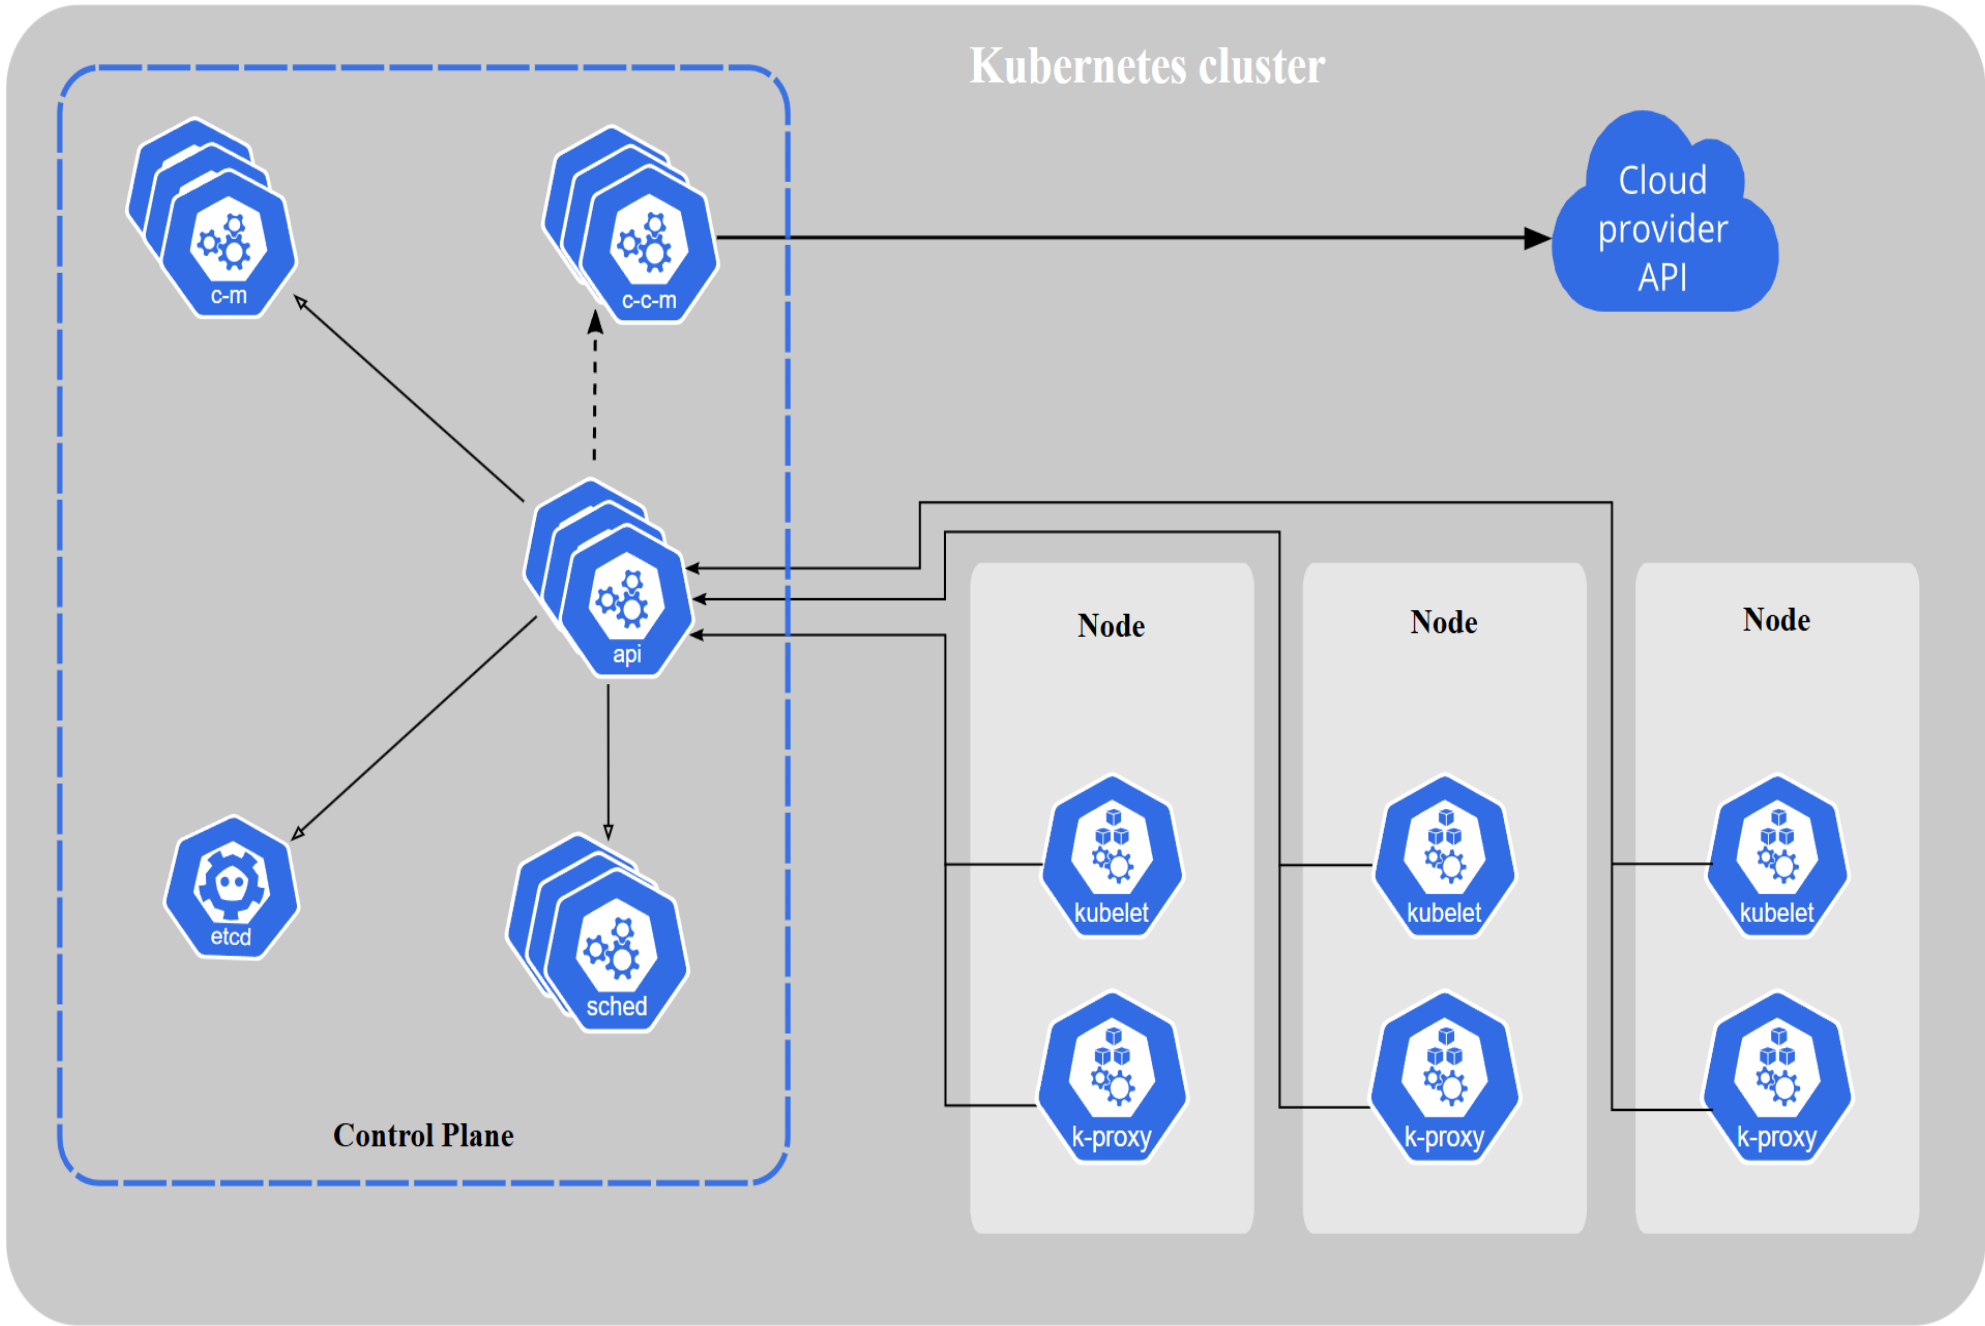 Kubernetes cluster
c-m
c-c-m
Cloud
provider
API
api
etcd
sched
Control Plane
Node
kubelet
k-proxy
Node
kubelet
k-proxy
Node
kubelet
k-proxy